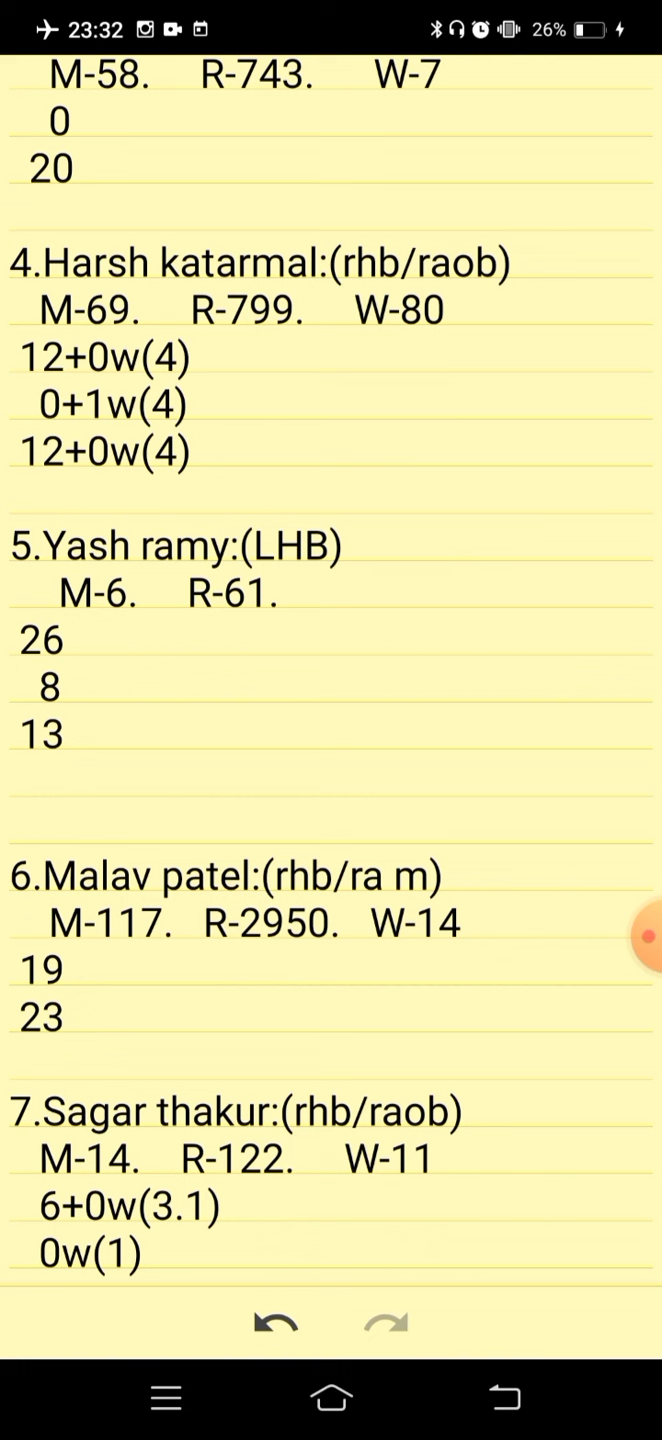 23:32 26%
M-58. R-743. W-7
0
20
4.Harsh katarmal:(rhb/raob)
M-69. R-799. W-80
12+0w(4)
0+1w(4)
12+0w(4)
5.Yash ramy:(LHB)
M-6. R-61.
26
8
13
6.Malav patel:(rhb/ra m)
M-117. R-2950. W-14
19
23
7.Sagar thakur:(rhb/raob)
M-14. R-122. W-11
6+0w(3.1)
0w(1)